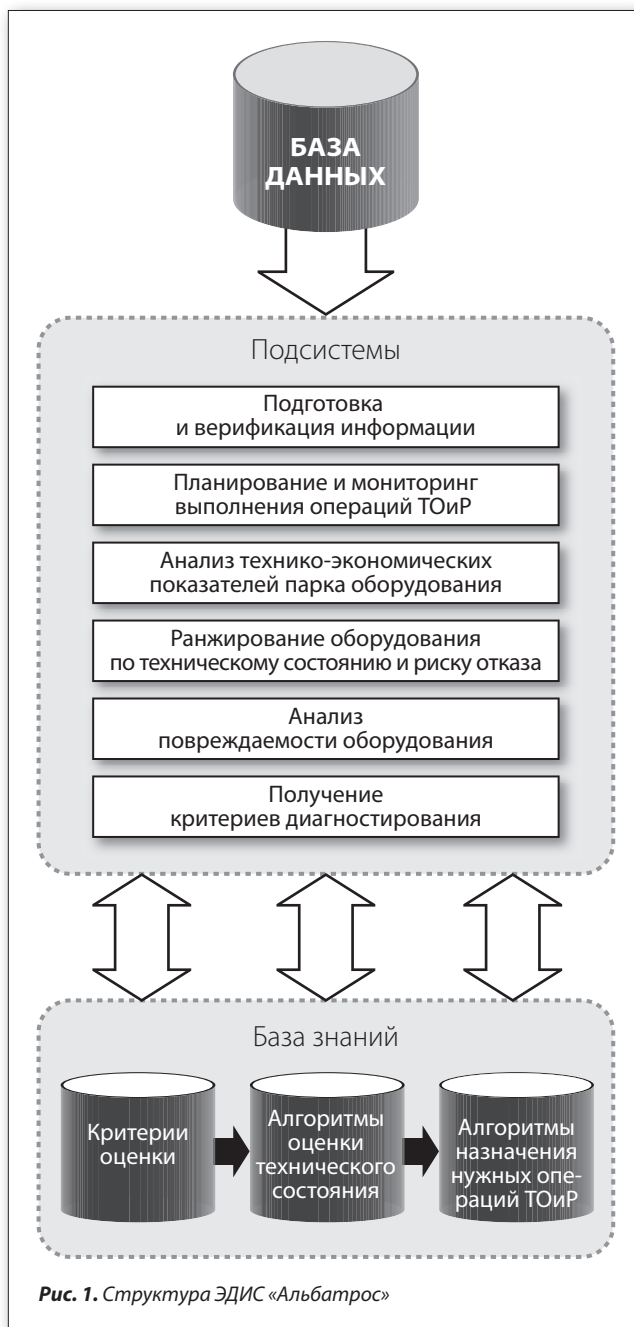 БАЗА
ДАННЫХ
Подсистемы
Подготовка
и верификация информации
Планирование и мониторинг
выполнения операций ТОиР
Анализ технико-экономических
показателей парка оборудования
Ранжирование оборудования
по техническому состоянию и риску отказа
Анализ
повреждаемости оборудования
Получение
критериев диагностирования
База знаний
Критерии
оценки
Алгоритмы
оценки
технического
состояния
Алгоритмы
назначения
нужных опе-
раций ТОиР
Рис. 1. Структура ЭДИС «Альбатрос»